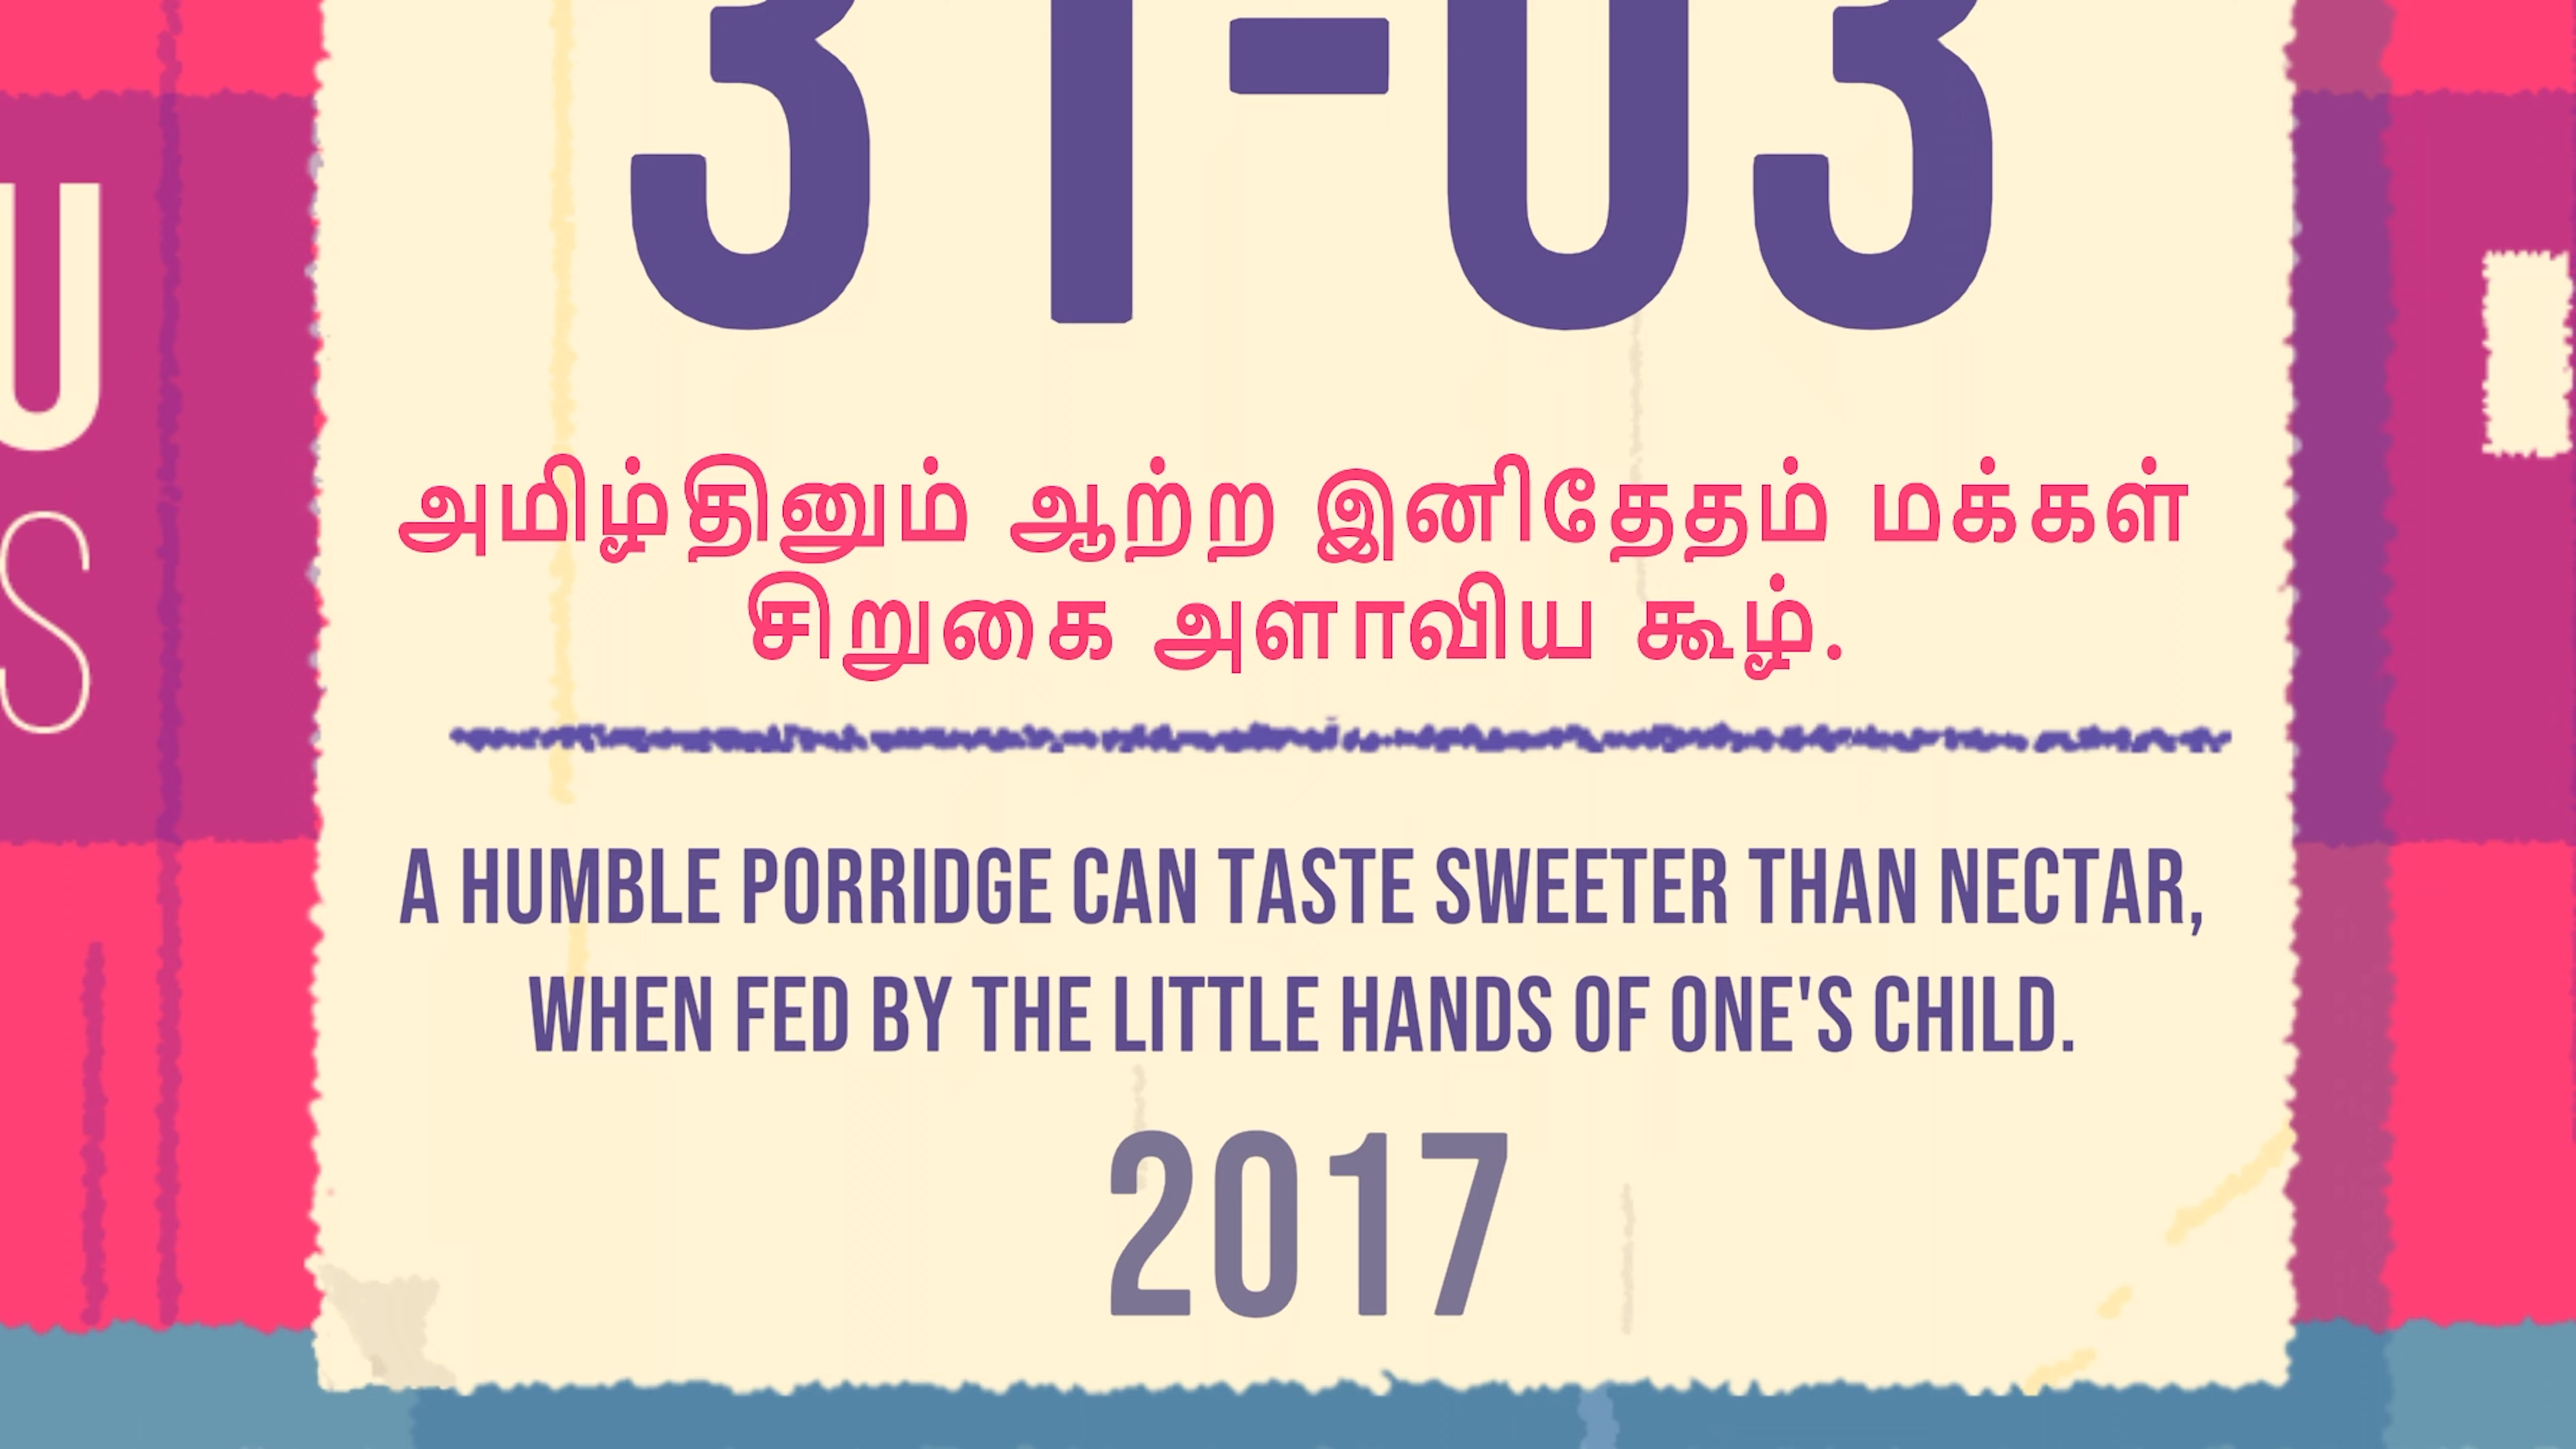 31-03
U
S
அமிழ்தினும் ஆற்ற இனிதேதம் மக்கள்
சிறுகை அளாவிய கூழ்.
A HUMBLE PORRIDGE CAN TASTE SWEETER THAN NECTAR,
WHEN FED BY THE LITTLE HANDS OF ONE'S CHILD.
2017